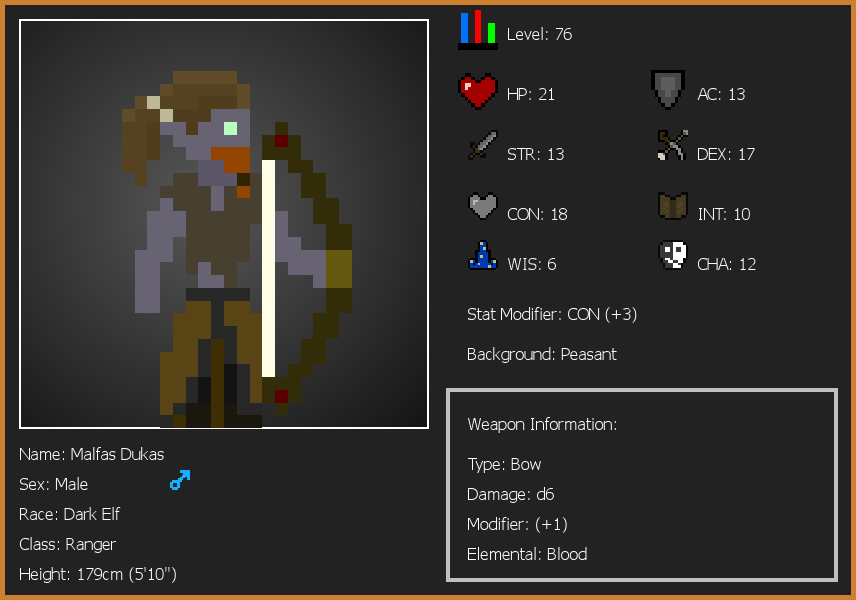 Level: 76
HP: 21
AC: 13
STR: 13
DEX: 17
CON: 18
INT: 10
WIS: 6
CHA: 12
Stat Modifier: CON (+3)
Background: Peasant
Weapon Information:
Type: Bow
Damage: d6
Modifier: (+1)
Elemental: Blood
Name: Malfas Dukas
Sex: Male
Race: Dark Elf
Class: Ranger
Height: 179cm (5'10")